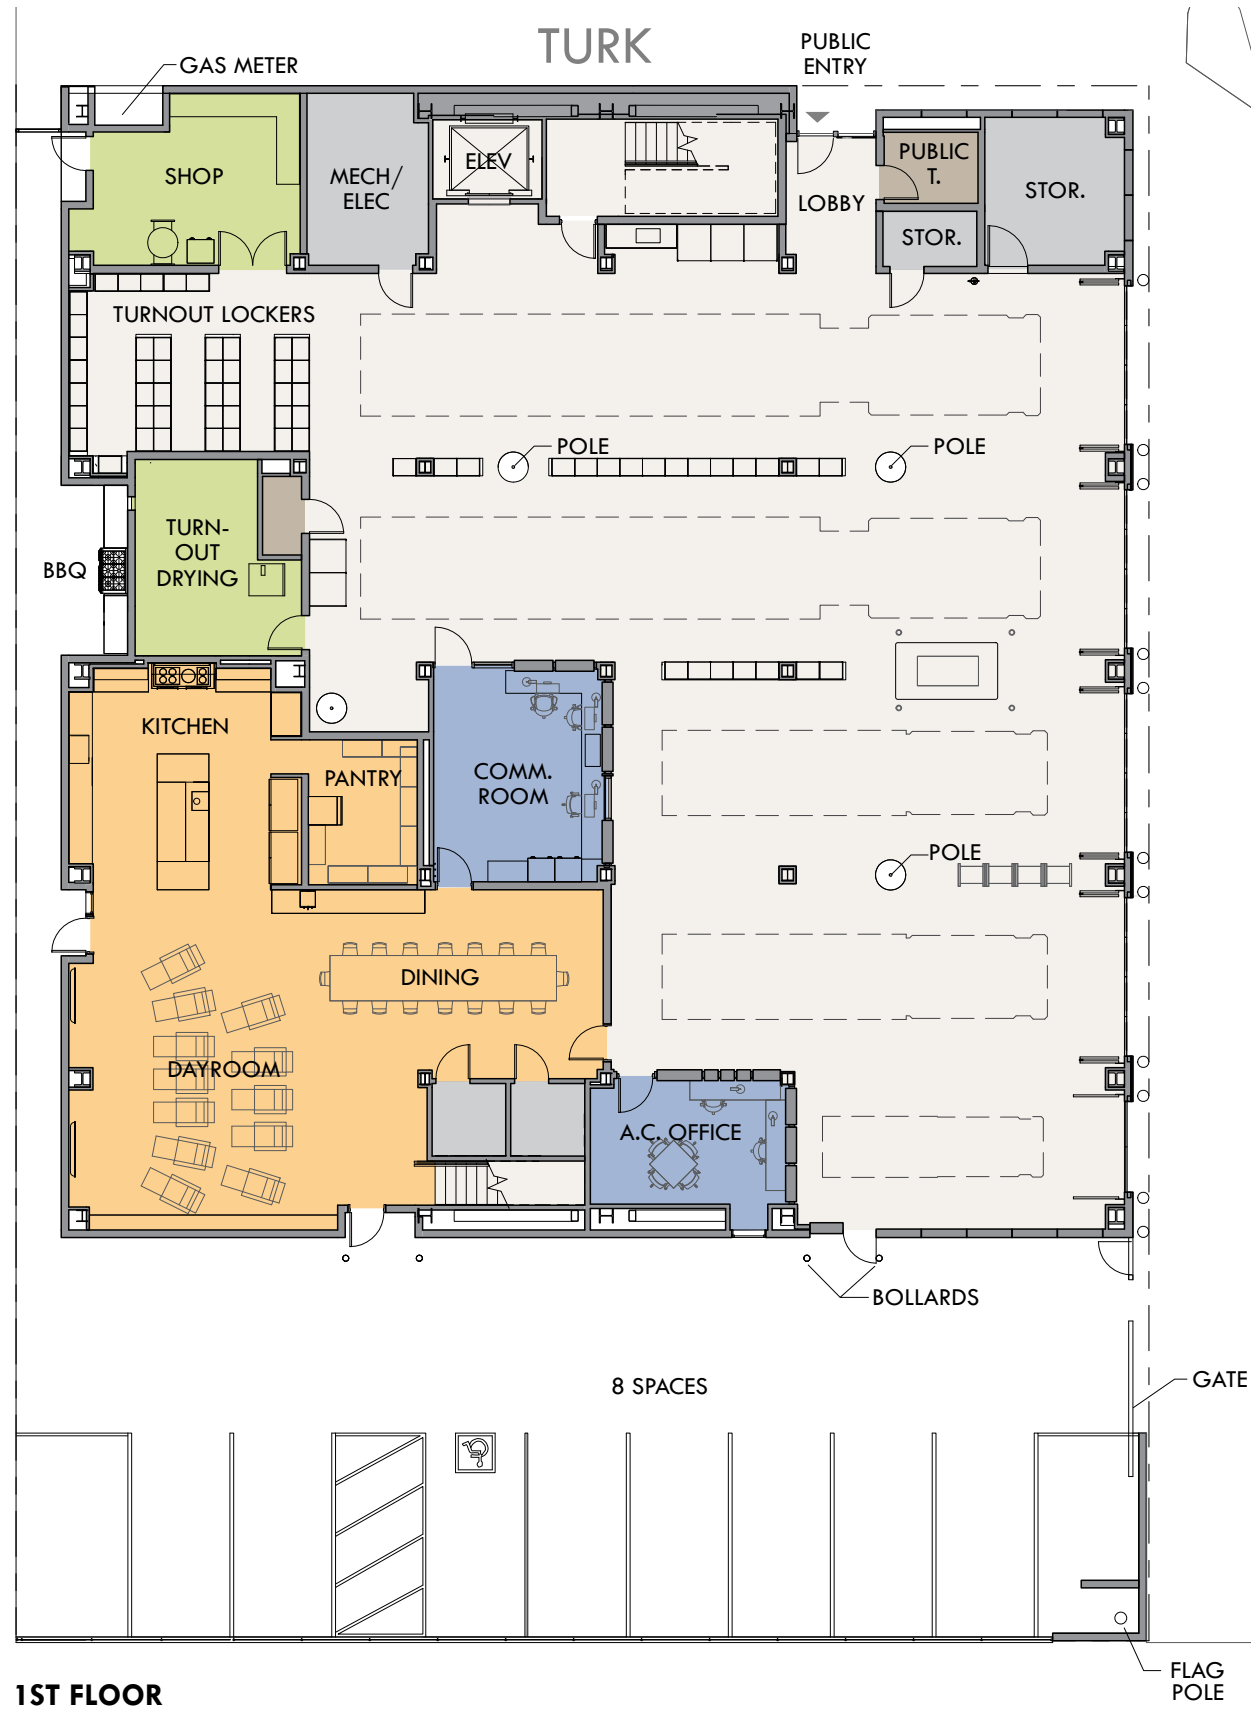 TURK
PUBLIC
ENTRY
GAS METER
SHOP
MECH/
ELEC
ELEV
LOBBY
PUBLIC
T.
STOR.
STOR.
TURNOUT LOCKERS
POLE
POLE
TURN-
OUT
DRYING
BBQ
KITCHEN
PANTRY
COMM.
ROOM
POLE
DINING
DAYROOM
A.C. OFFICE
BOLLARDS
8 SPACES
GATE
FLAG
POLE
1ST FLOOR